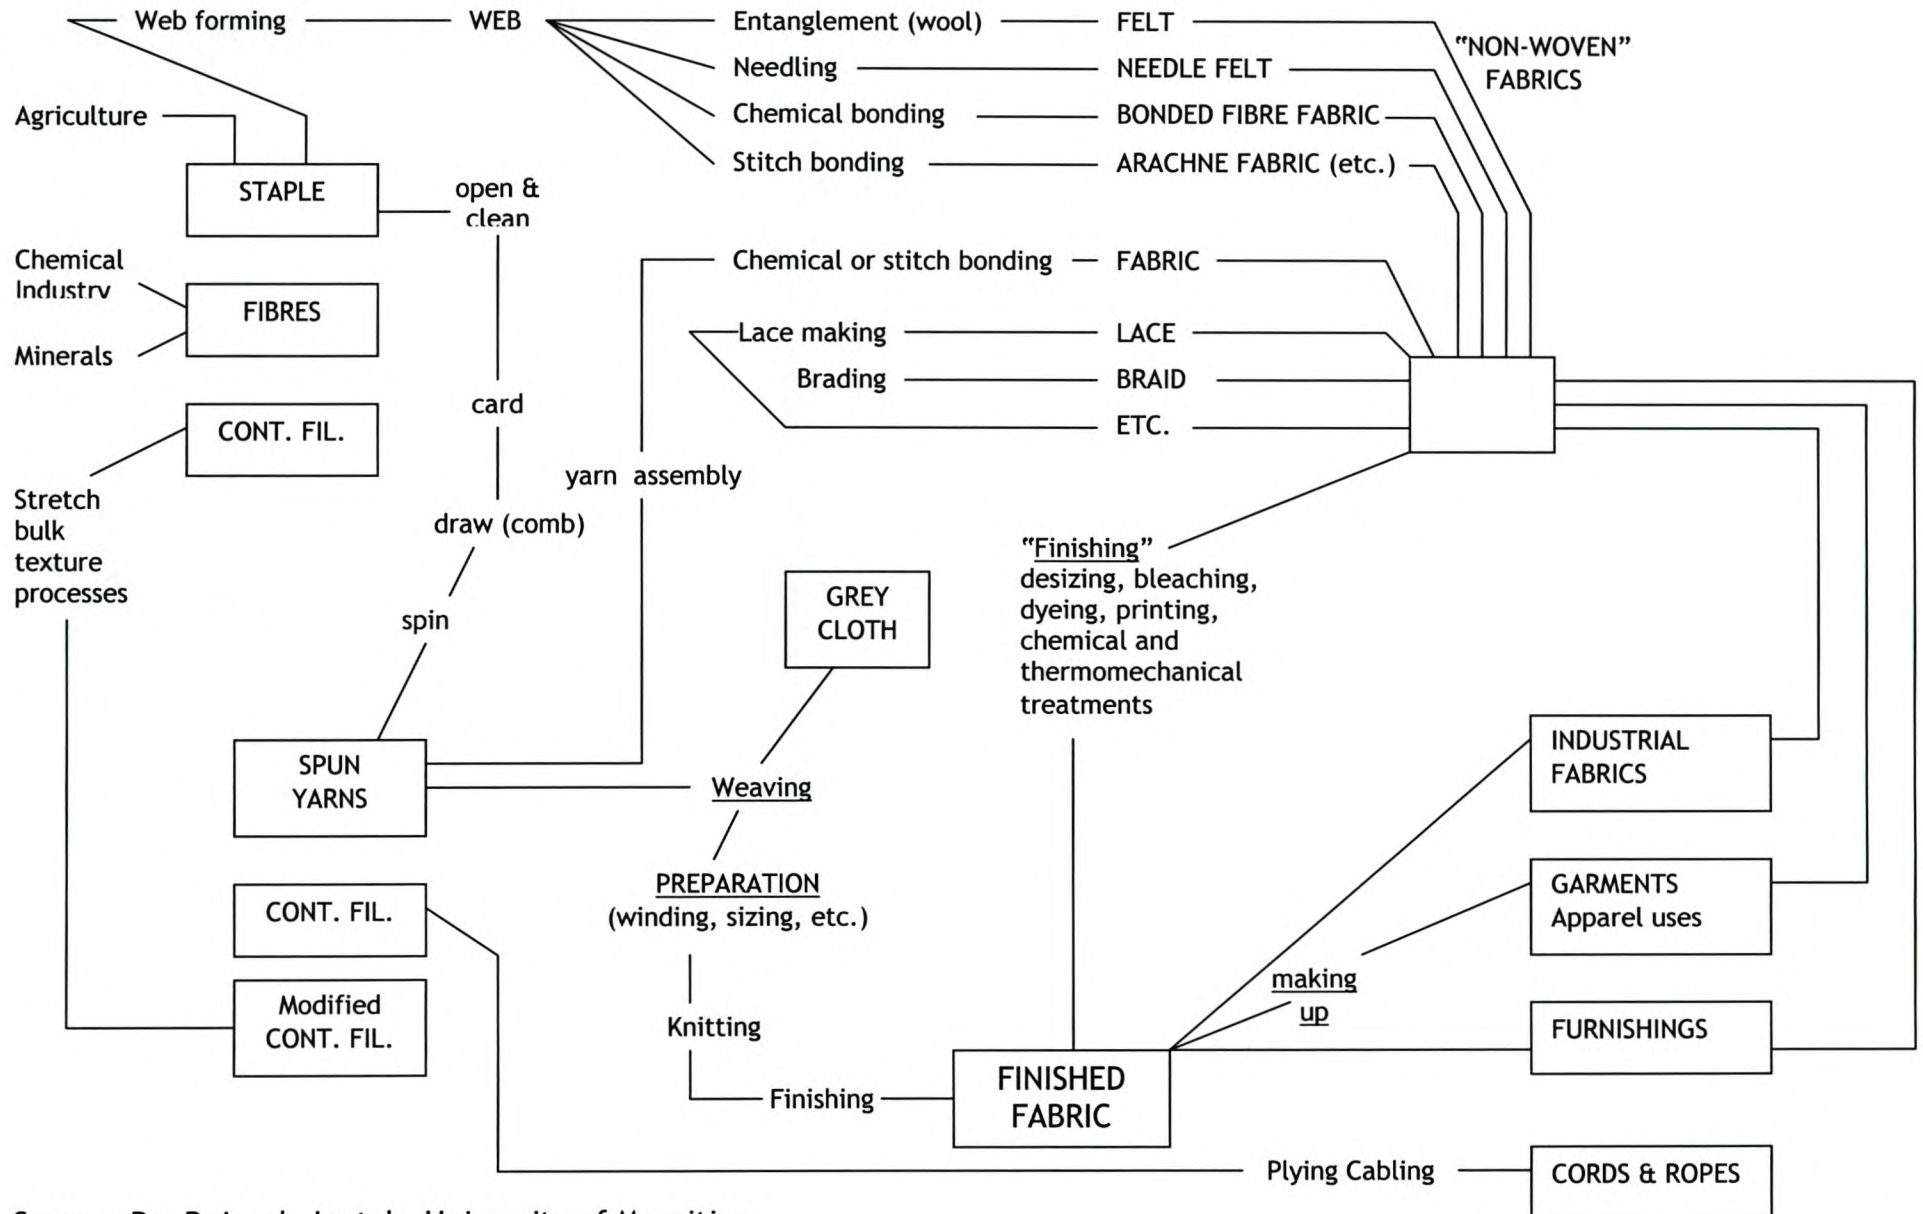 Web forming
WEB
Entanglement (wool)
FELT
"NON-WOVEN"
FABRICS
Needling
NEEDLE FELT
Chemical bonding
BONDED FIBRE FABRIC
Stitch bonding
ARACHNE FABRIC (etc.)
Agriculture
STAPLE
open &
clean
Chemical
Industry
FIBRES
Minerals
CONT. FIL.
Stretch
bulk
texture
processes
card
draw (comb)
spin
yarn assembly
Chemical or stitch bonding
FABRIC
Lace making
LACE
Brading
BRAID
ETC.
"Finishing"
desizing, bleaching,
dyeing, printing,
chemical and
thermomechanical
treatments
GREY
CLOTH
SPUN
YARNS
Weaving
PREPARATION
(winding, sizing, etc.)
CONT. FIL.
Modified
CONT. FIL.
Knitting
Finishing
FINISHED
FABRIC
making
up
INDUSTRIAL
FABRICS
GARMENTS
Apparel uses
FURNISHINGS
Plying Cabling
CORDS & ROPES